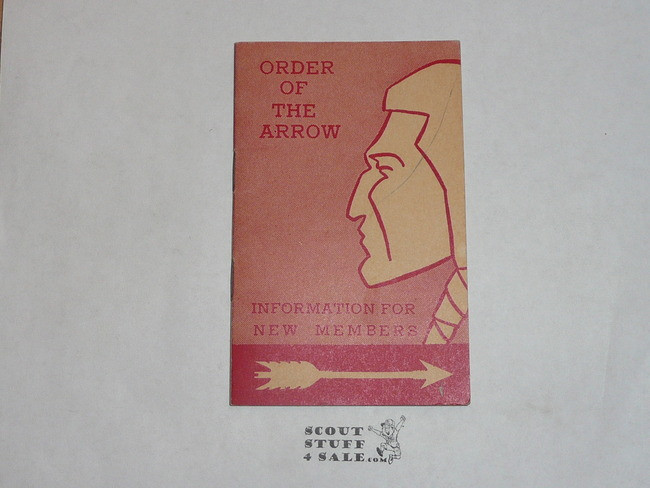 ORDER
OF
THE
ARROW
INFORMATION FOR
NEW MEMBERS
SCOUT
STUFF
4 SALE.COM